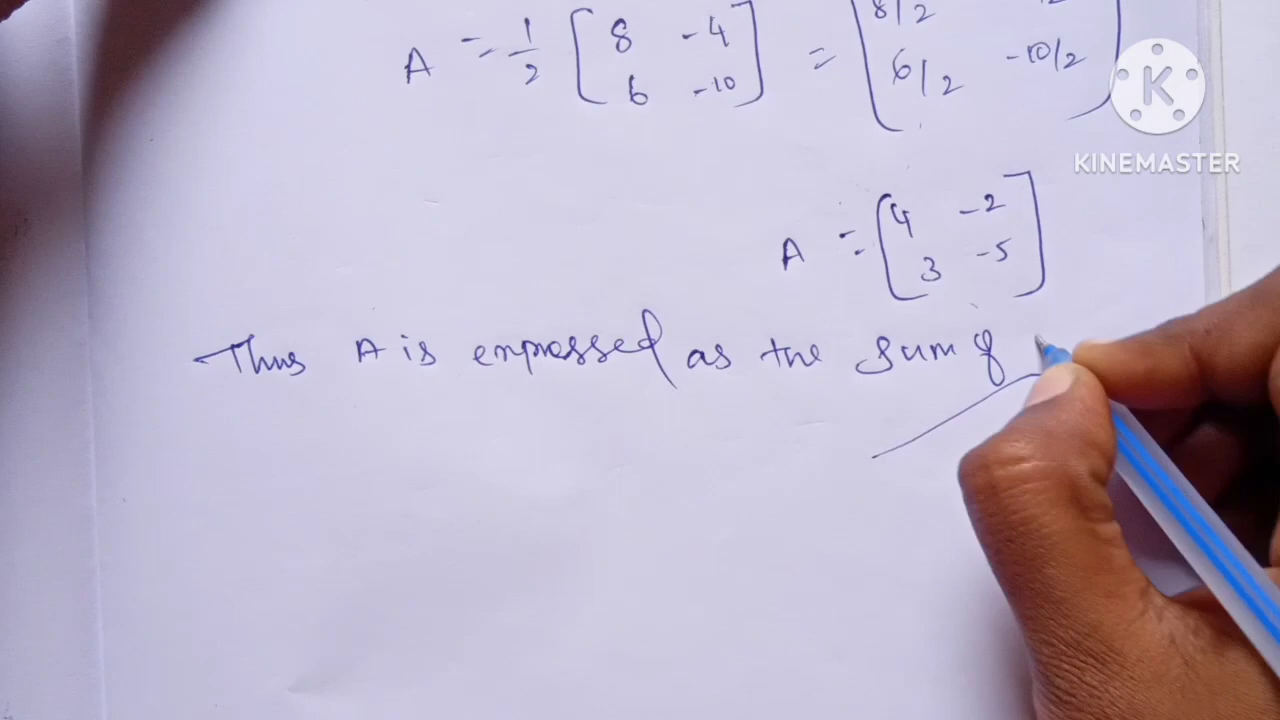 A = 1/2 [8 -4] = [8/2
[6 -10] [6/2 -10/2]
K
KINEMASTER
A = [4 -2]
[3 -5]
Thus A is expressed as the sum of